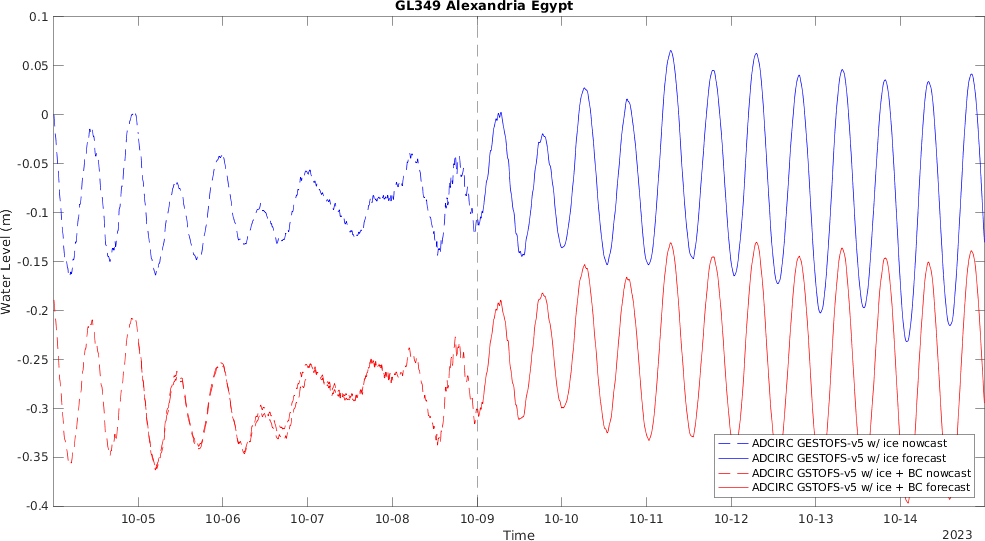 GL349 Alexandria Egypt
Water Level (m)
0.1
0.05
0
-0.05
-0.1
-0.15
-0.2
-0.25
-0.3
-0.35
-0.4
ADCIRC GESTOFS-v5 w/ ice nowcast
ADCIRC GESTOFS-v5 w/ ice forecast
ADCIRC GSTOFS-v5 w/ ice + BC nowcast
ADCIRC GSTOFS-v5 w/ ice + BC forecast
10-05 10-06 10-07 10-08 10-09 10-10 10-11 10-12 10-13 10-14
Time
2023